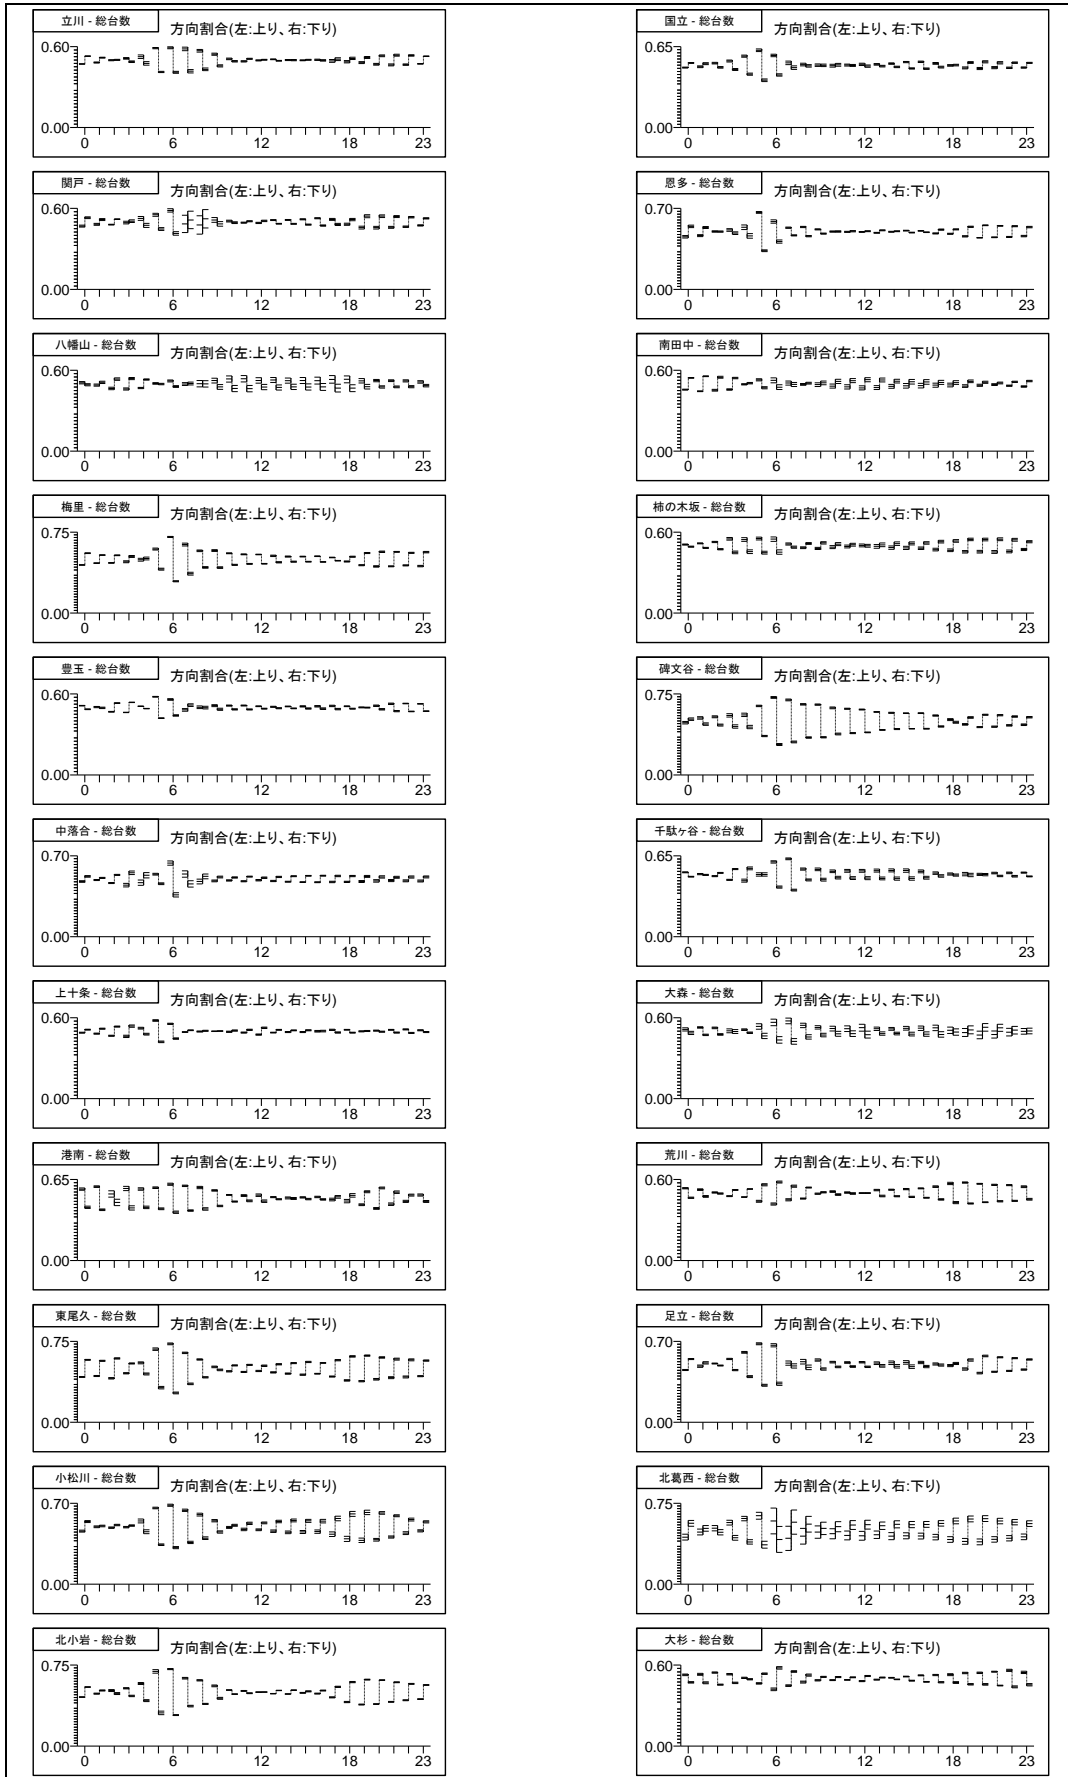 立川 - 総台数
方向割合(左:上り、右:下り)
0.60
0.00
0 6 12 18 23
国立 - 総台数
方向割合(左:上り、右:下り)
0.65
0.00
0 6 12 18 23
関戸 - 総台数
方向割合(左:上り、右:下り)
0.60
0.00
0 6 12 18 23
恩多 - 総台数
方向割合(左:上り、右:下り)
0.70
0.00
0 6 12 18 23
八幡山 - 総台数
方向割合(左:上り、右:下り)
0.60
0.00
0 6 12 18 23
南田中 - 総台数
方向割合(左:上り、右:下り)
0.60
0.00
0 6 12 18 23
梅里 - 総台数
方向割合(左:上り、右:下り)
0.75
0.00
0 6 12 18 23
柿の木坂 - 総台数
方向割合(左:上り、右:下り)
0.60
0.00
0 6 12 18 23
豊玉 - 総台数
方向割合(左:上り、右:下り)
0.60
0.00
0 6 12 18 23
碑文谷 - 総台数
方向割合(左:上り、右:下り)
0.75
0.00
0 6 12 18 23
中落合 - 総台数
方向割合(左:上り、右:下り)
0.70
0.00
0 6 12 18 23
千駄ヶ谷 - 総台数
方向割合(左:上り、右:下り)
0.65
0.00
0 6 12 18 23
上十条 - 総台数
方向割合(左:上り、右:下り)
0.60
0.00
0 6 12 18 23
大森 - 総台数
方向割合(左:上り、右:下り)
0.60
0.00
0 6 12 18 23
港南 - 総台数
方向割合(左:上り、右:下り)
0.65
0.00
0 6 12 18 23
荒川 - 総台数
方向割合(左:上り、右:下り)
0.60
0.00
0 6 12 18 23
東尾久 - 総台数
方向割合(左:上り、右:下り)
0.75
0.00
0 6 12 18 23
足立 - 総台数
方向割合(左:上り、右:下り)
0.70
0.00
0 6 12 18 23
小松川 - 総台数
方向割合(左:上り、右:下り)
0.70
0.00
0 6 12 18 23
北葛西 - 総台数
方向割合(左:上り、右:下り)
0.75
0.00
0 6 12 18 23
北小岩 - 総台数
方向割合(左:上り、右:下り)
0.75
0.00
0 6 12 18 23
大杉 - 総台数
方向割合(左:上り、右:下り)
0.60
0.00
0 6 12 18 23